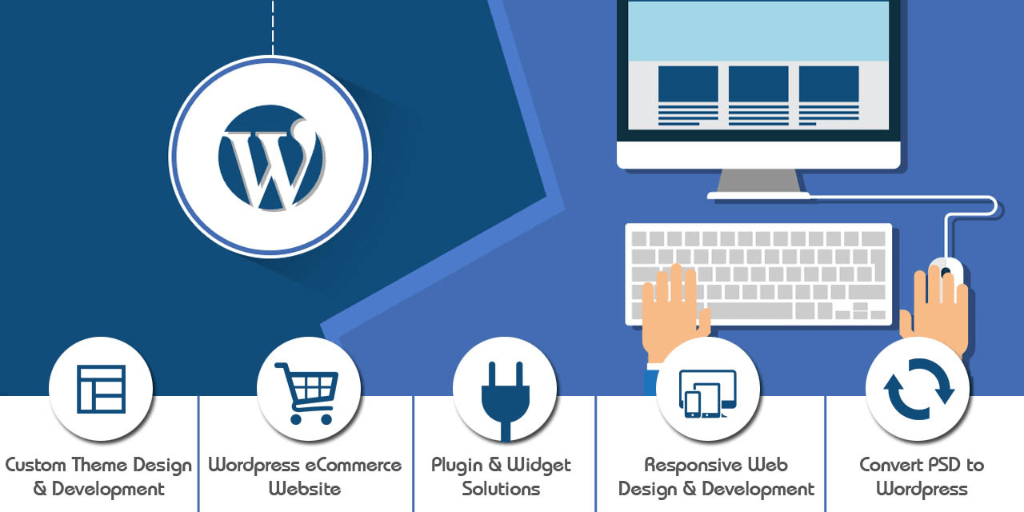 W
Custom Theme Design
& Development
Wordpress eCommerce
Website
Plugin & Widget
Solutions
Responsive Web
Design & Development
Convert PSD to
Wordpress